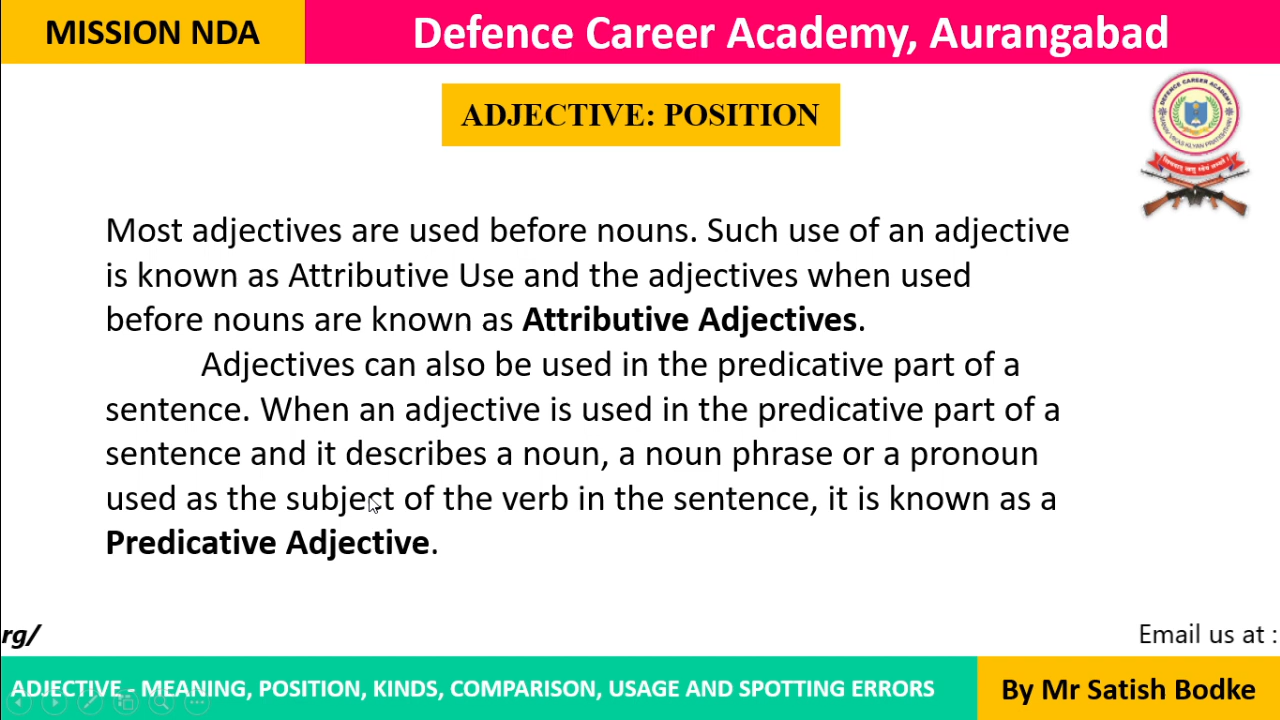 MISSION NDA
Defence Career Academy, Aurangabad
ADJECTIVE: POSITION
DEFENCE CAREER ACADEMY
Most adjectives are used before nouns. Such use of an adjective
is known as Attributive Use and the adjectives when used
before nouns are known as Attributive Adjectives.
Adjectives can also be used in the predicative part of a
sentence. When an adjective is used in the predicative part of a
sentence and it describes a noun, a noun phrase or a pronoun
used as the subject of the verb in the sentence, it is known as a
Predicative Adjective.
rg/
Email us at :
ADJECTIVE - MEANING, POSITION, KINDS, COMPARISON, USAGE AND SPOTTING ERRORS
By Mr Satish Bodke